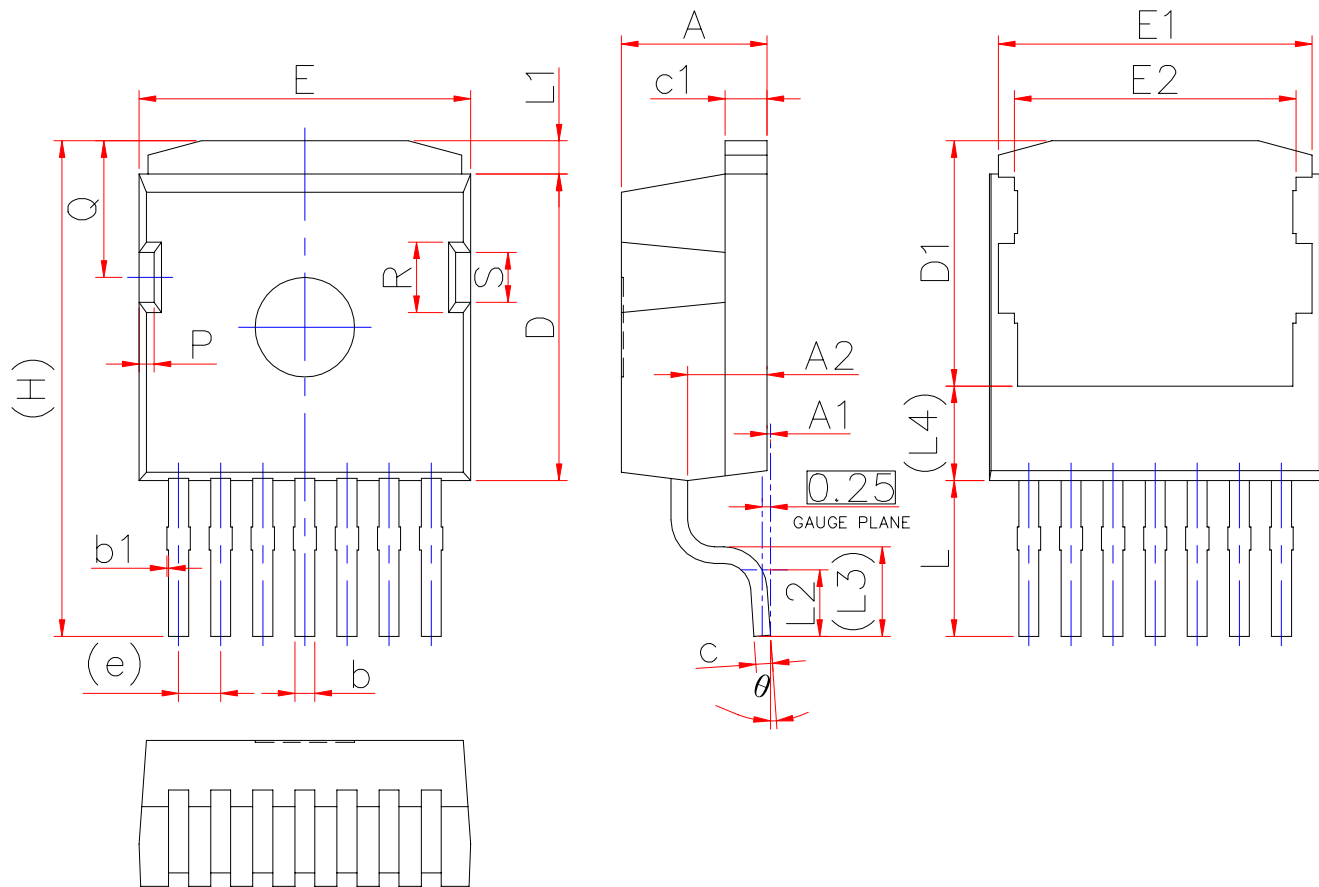 A
E1
E
L1
c1
E2
Q
R
S
D
D1
P
(H)
A2
A1
(L4)
0.25
GAUGE PLANE
b1
L2
(L3)
L
(e)
b
c
θ